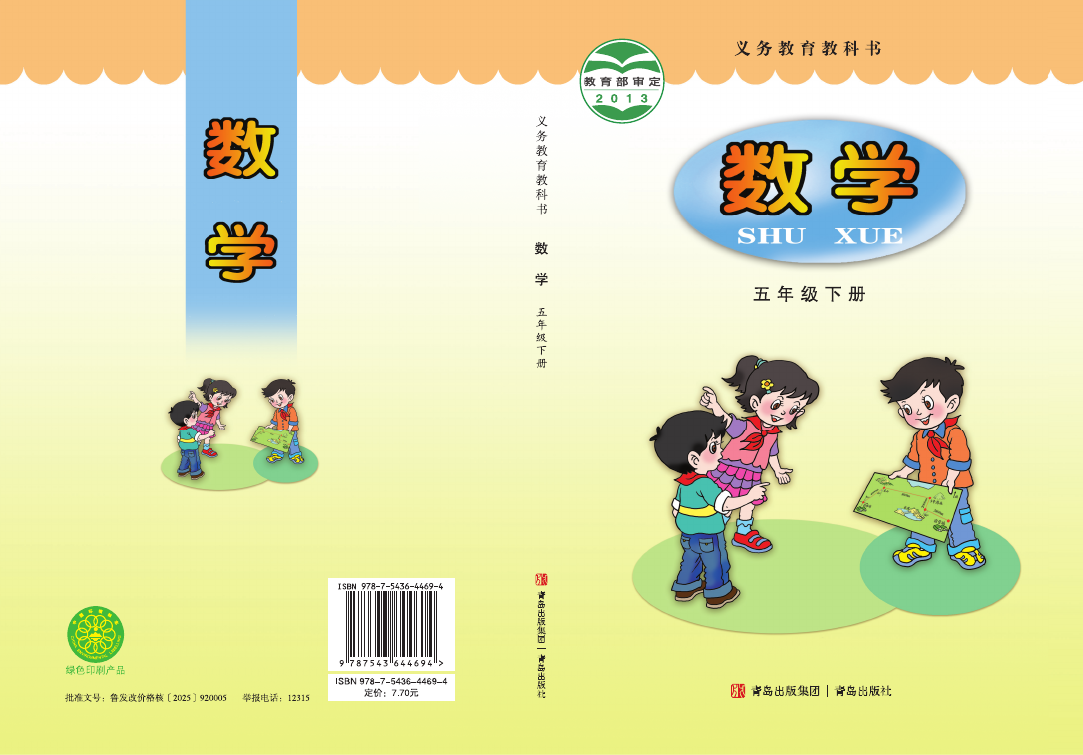 数
学
绿色印刷产品
批准文号：鲁发改价格核〔2025〕920005 举报电话：12315
ISBN 978-7-5436-4469-4
9 787543 644694 >
ISBN 978-7-5436-4469-4
定价：7.70元
义务教育教科书 数学 五年级下册
青岛出版集团 | 青岛出版社
义务教育教科书
教育部审定
2013
数学
SHU XUE
五年级下册
青岛出版集团 | 青岛出版社